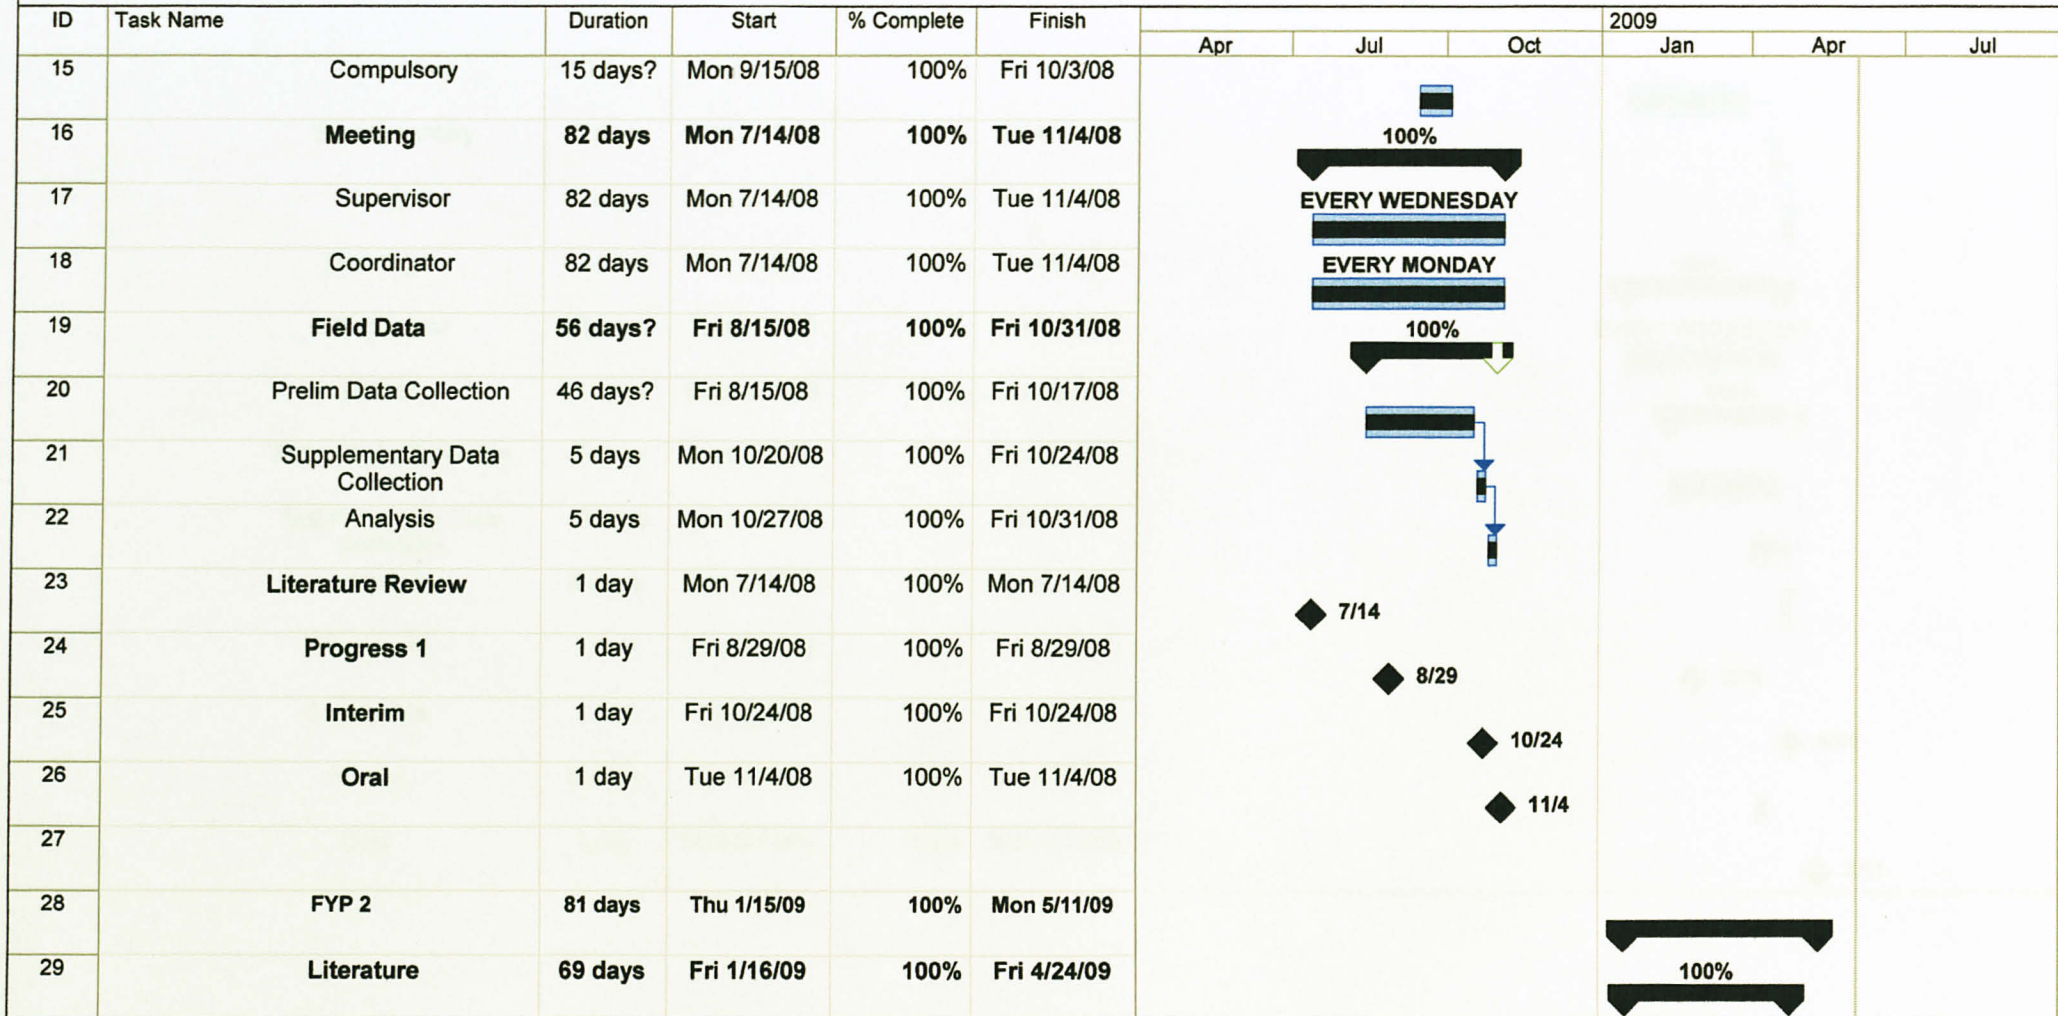 ID Task Name Duration Start % Complete Finish 2009
Apr Jul Oct Jan Apr Jul
15 Compulsory 15 days? Mon 9/15/08 100% Fri 10/3/08
16 Meeting 82 days Mon 7/14/08 100% Tue 11/4/08 100%
17 Supervisor 82 days Mon 7/14/08 100% Tue 11/4/08 EVERY WEDNESDAY
18 Coordinator 82 days Mon 7/14/08 100% Tue 11/4/08 EVERY MONDAY
19 Field Data 56 days? Fri 8/15/08 100% Fri 10/31/08 100%
20 Prelim Data Collection 46 days? Fri 8/15/08 100% Fri 10/17/08
21 Supplementary Data 5 days Mon 10/20/08 100% Fri 10/24/08
Collection
22 Analysis 5 days Mon 10/27/08 100% Fri 10/31/08
23 Literature Review 1 day Mon 7/14/08 100% Mon 7/14/08 7/14
24 Progress 1 1 day Fri 8/29/08 100% Fri 8/29/08 8/29
25 Interim 1 day Fri 10/24/08 100% Fri 10/24/08 10/24
26 Oral 1 day Tue 11/4/08 100% Tue 11/4/08 11/4
27
28 FYP 2 81 days Thu 1/15/09 100% Mon 5/11/09
29 Literature 69 days Fri 1/16/09 100% Fri 4/24/09 100%